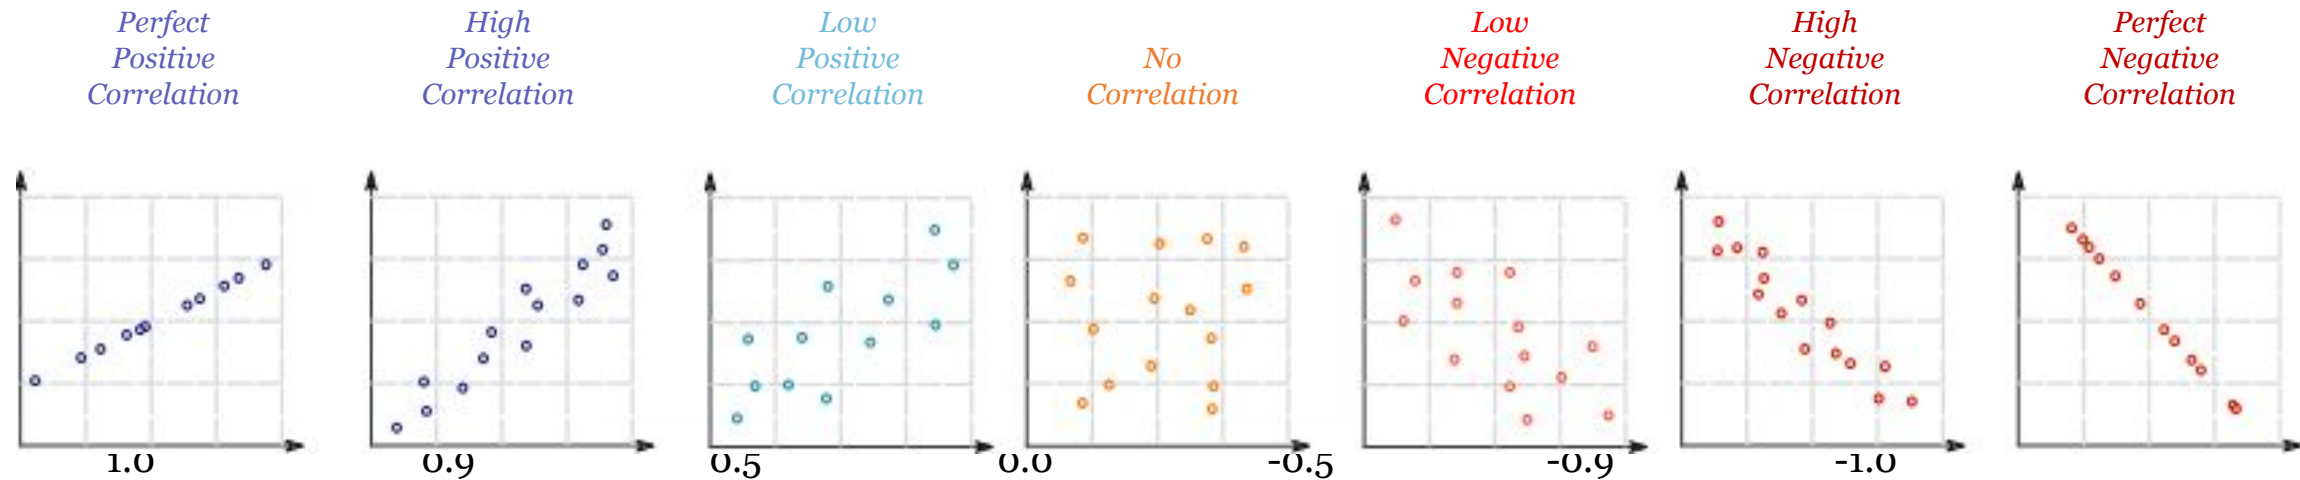 Perfect
Positive
Correlation
High
Positive
Correlation
Low
Positive
Correlation
No
Correlation
Low
Negative
Correlation
High
Negative
Correlation
Perfect
Negative
Correlation
1.0 0.9 0.5 0.0 -0.5 -0.9 -1.0